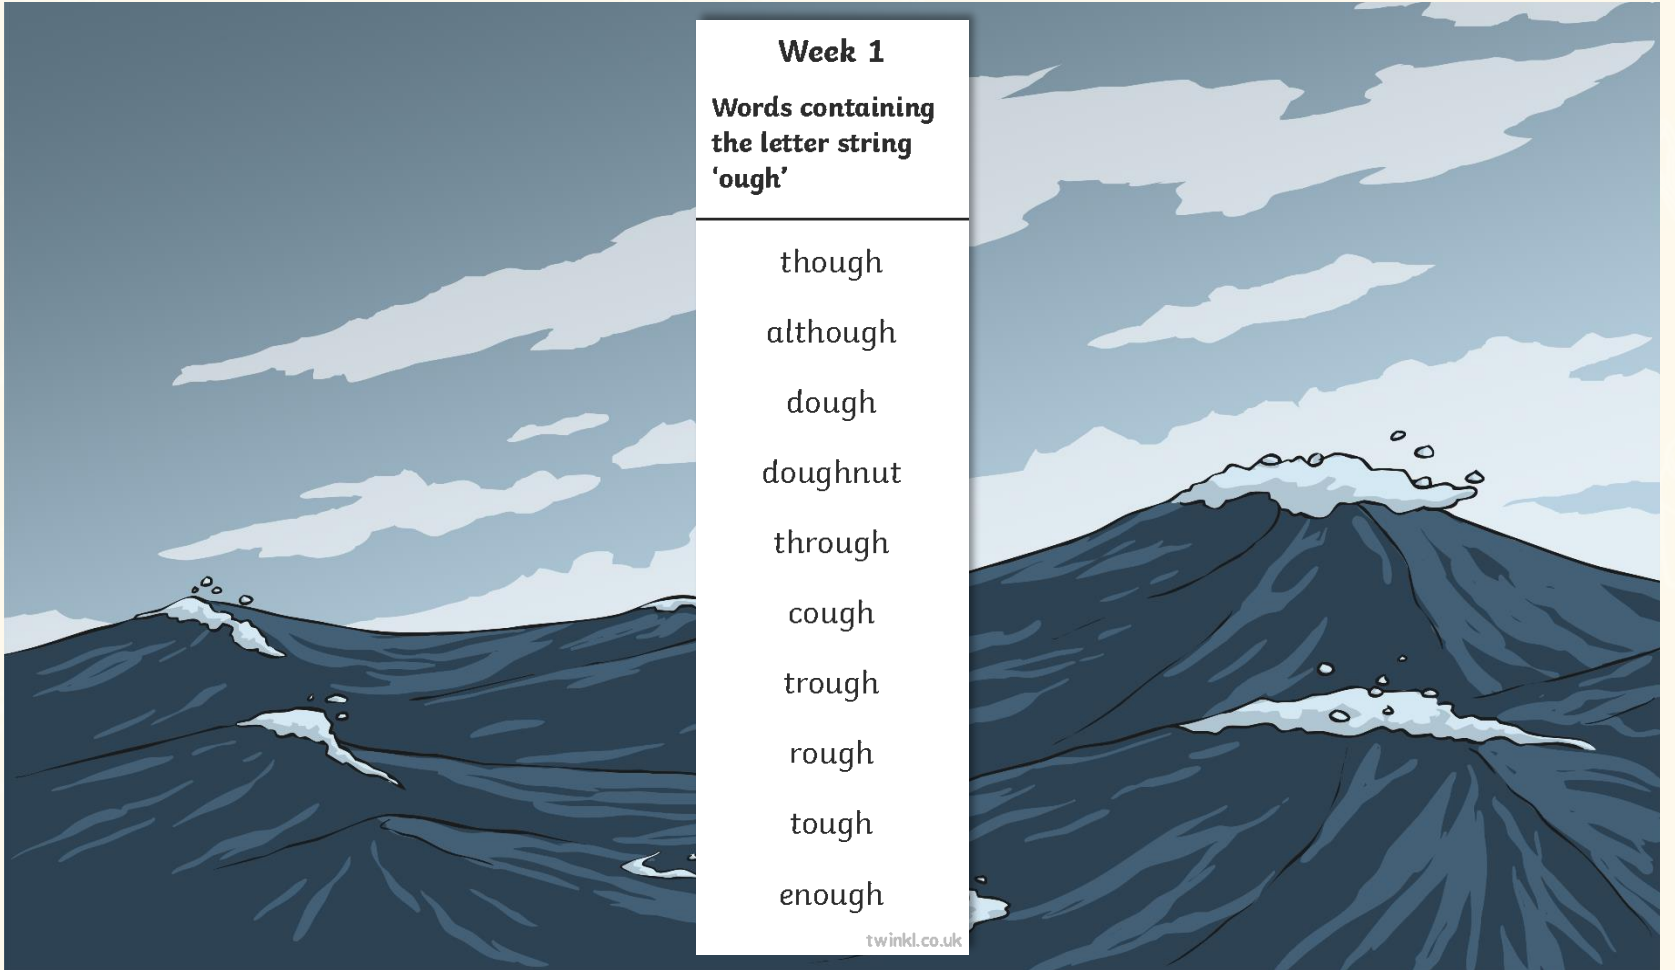 Week 1
Words containing
the letter string
‘ough’
though
although
dough
doughnut
through
cough
trough
rough
tough
enough
twinkl.co.uk